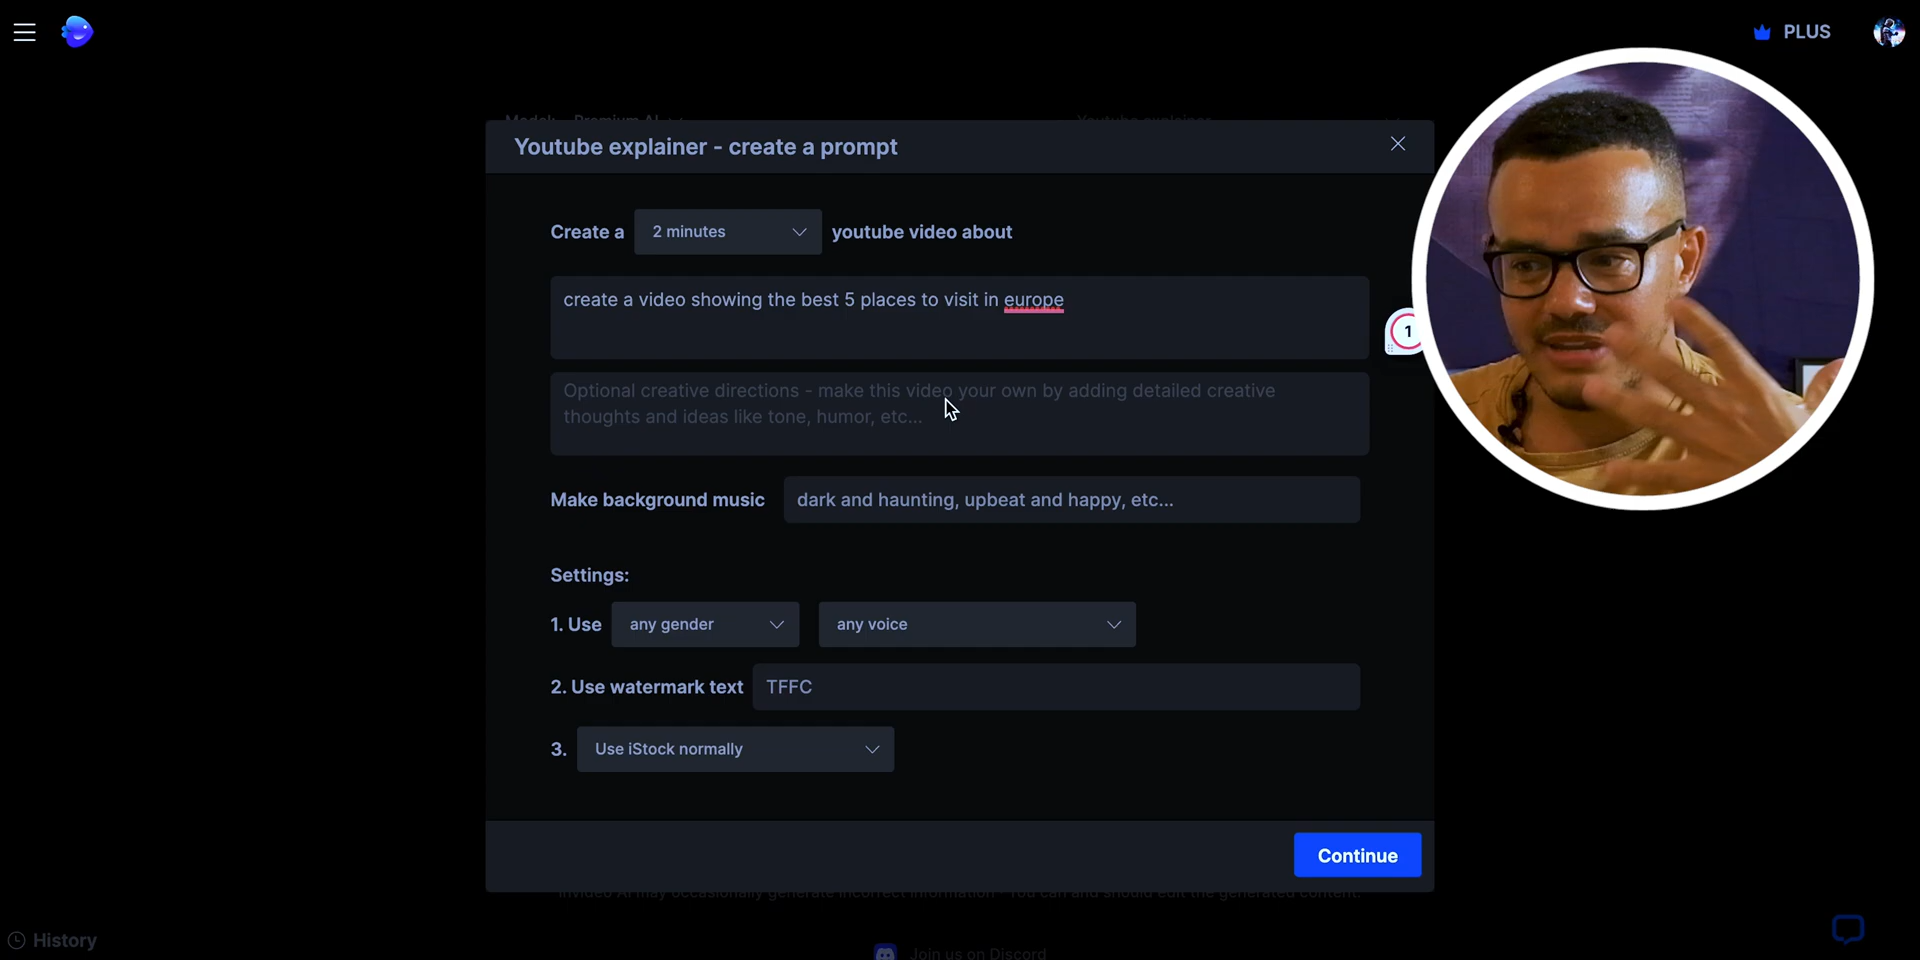 PLUS
Model: Premium AI
Youtube explainer
Youtube explainer - create a prompt
Create a 2 minutes youtube video about
create a video showing the best 5 places to visit in europe
1
Optional creative directions - make this video your own by adding detailed creative
thoughts and ideas like tone, humor, etc...
Make background music dark and haunting, upbeat and happy, etc...
Settings:
1. Use any gender any voice
2. Use watermark text TFFC
3. Use iStock normally
Continue
invideo AI may occasionally generate incorrect information - You can and should edit the generated content.
History
Join us on Discord